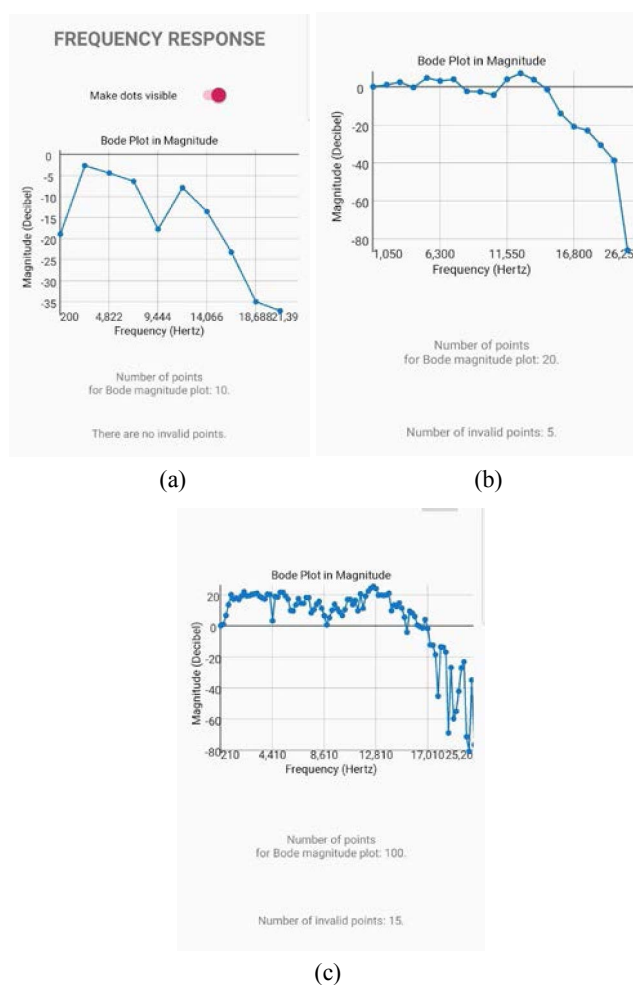 FREQUENCY RESPONSE
Make dots visible
Bode Plot in Magnitude
0
-5
-10
-15
-20
-25
-30
-35
Magnitude (Decibel)
200 4,822 9,444 14,066 18,688 21,39
Frequency (Hertz)
Number of points
for Bode magnitude plot: 10.
There are no invalid points.
(a)
Bode Plot in Magnitude
0
-20
-40
-60
-80
Magnitude (Decibel)
1,050 6,300 11,550 16,800 26,25
Frequency (Hertz)
Number of points
for Bode magnitude plot: 20.
Number of invalid points: 5.
(b)
Bode Plot in Magnitude
20
0
-20
-40
-60
-80
Magnitude (Decibel)
210 4,410 8,610 12,810 17,010 25,20
Frequency (Hertz)
Number of points
for Bode magnitude plot: 100.
Number of invalid points: 15.
(c)